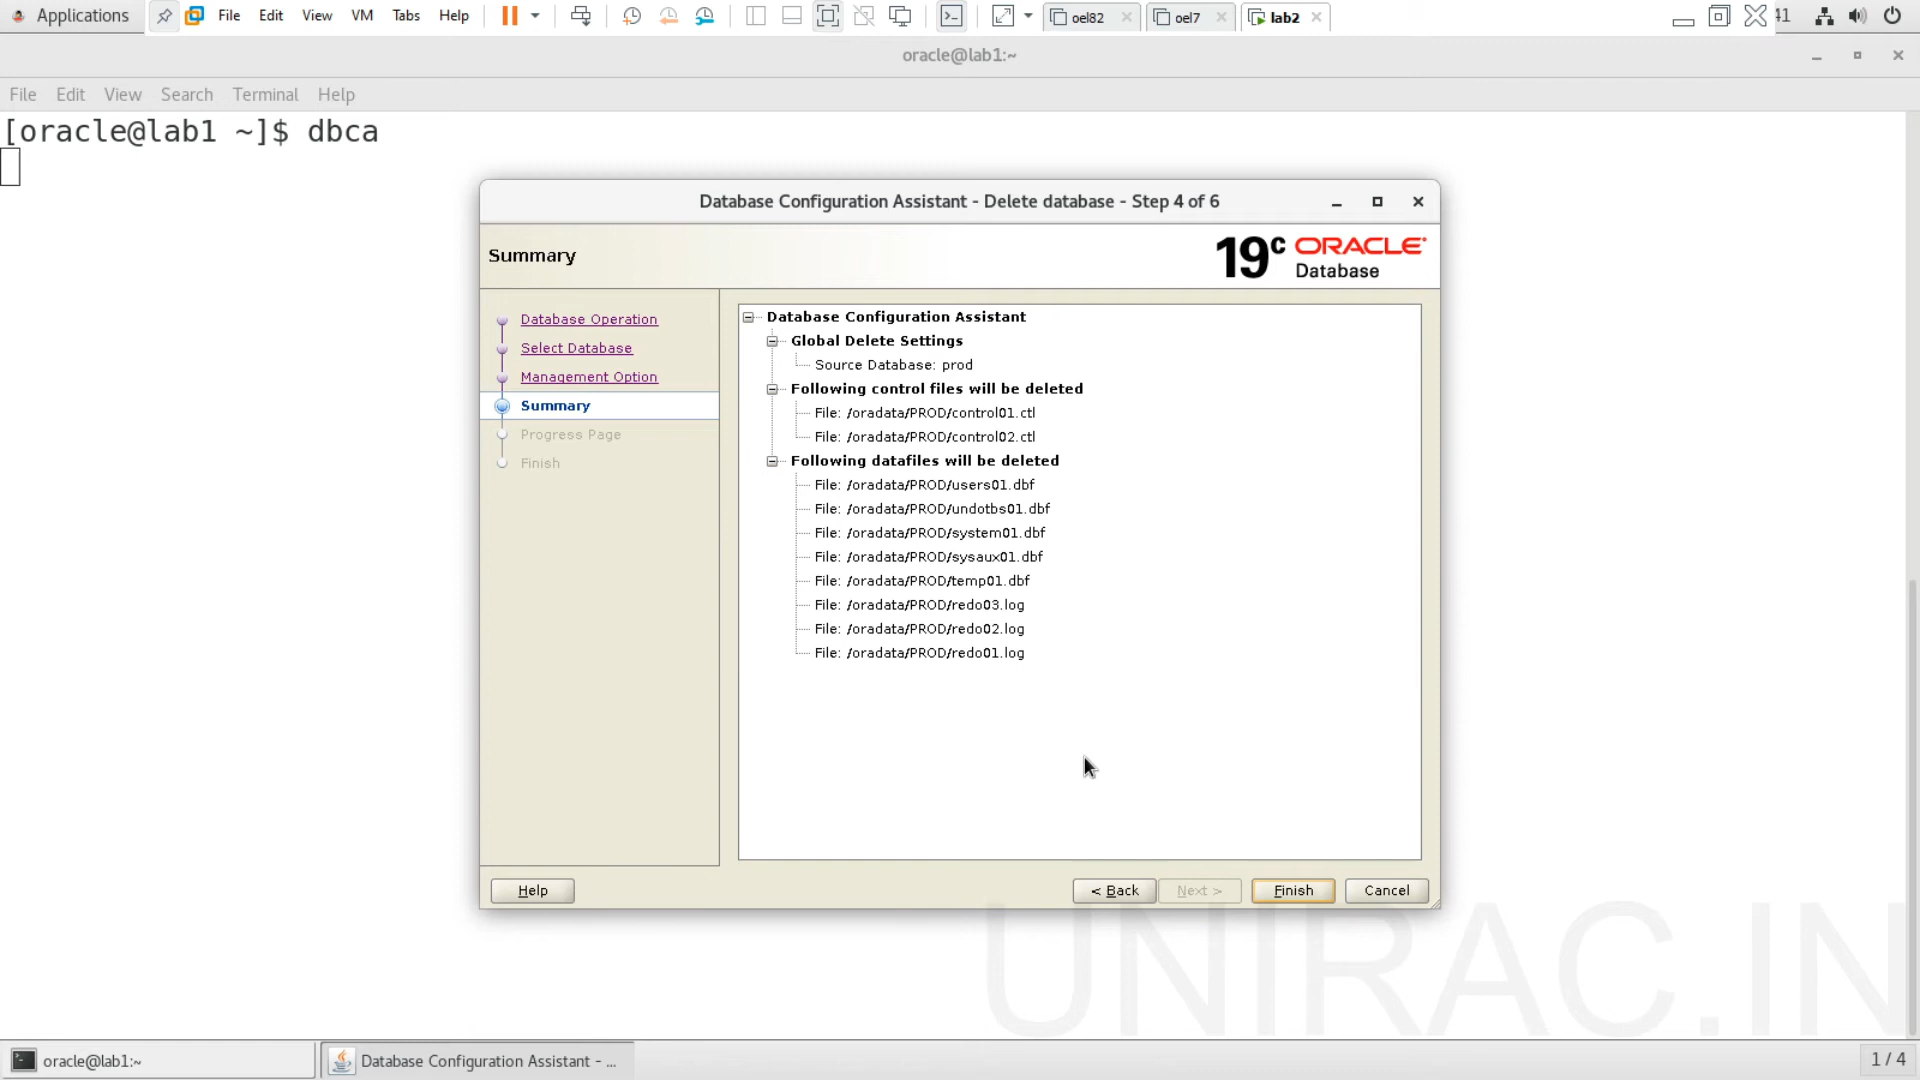 Applications File Edit View VM Tabs Help oel82 oel7 lab2 41
oracle@lab1:~
File Edit View Search Terminal Help
[oracle@lab1 ~]$ dbca
Database Configuration Assistant - Delete database - Step 4 of 6
Summary
19c ORACLE
Database
Database Operation
Select Database
Management Option
Summary
Progress Page
Finish
Database Configuration Assistant
Global Delete Settings
Source Database: prod
Following control files will be deleted
File: /oradata/PROD/control01.ctl
File: /oradata/PROD/control02.ctl
Following datafiles will be deleted
File: /oradata/PROD/users01.dbf
File: /oradata/PROD/undotbs01.dbf
File: /oradata/PROD/system01.dbf
File: /oradata/PROD/sysaux01.dbf
File: /oradata/PROD/temp01.dbf
File: /oradata/PROD/redo03.log
File: /oradata/PROD/redo02.log
File: /oradata/PROD/redo01.log
Help < Back Next > Finish Cancel
UNIRAC.IN
oracle@lab1:~ Database Configuration Assistant - ... 1 / 4